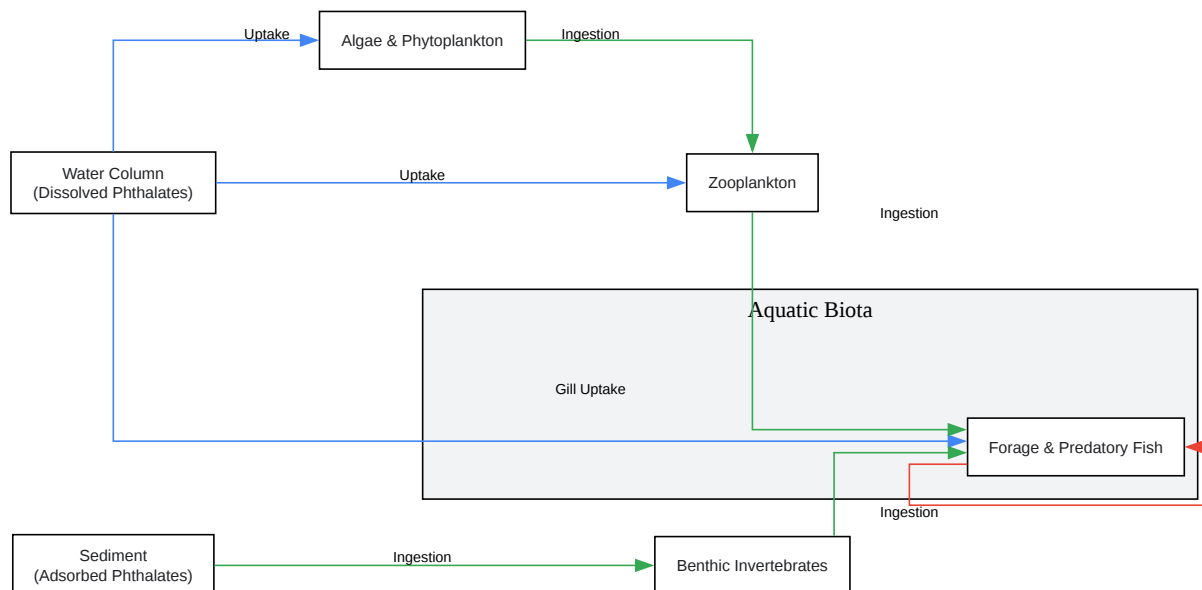 Uptake
Algae & Phytoplankton
Ingestion
Water Column
(Dissolved Phthalates)
Uptake
Zooplankton
Ingestion
Aquatic Biota
Gill Uptake
Forage & Predatory Fish
Ingestion
Sediment
(Adsorbed Phthalates)
Ingestion
Benthic Invertebrates